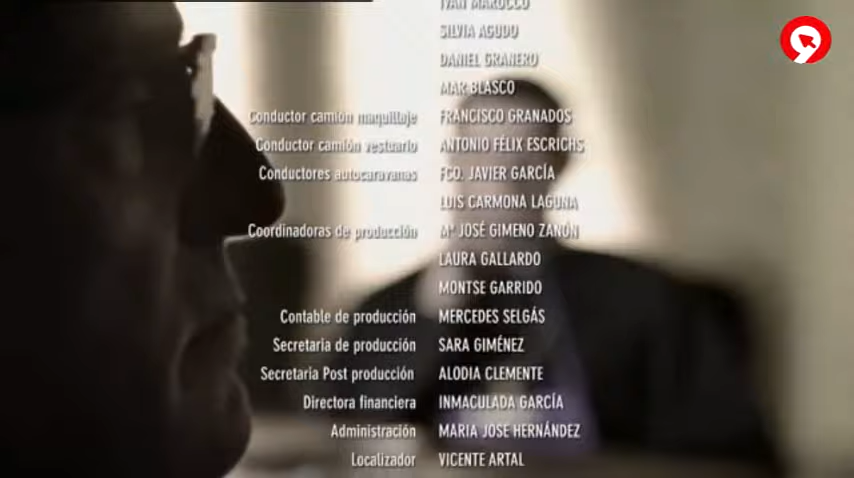 IVÁN MAROCCO
SILVIA AGUDO
DANIEL GRANERO
MAR BLASCO
Conductor camión maquillaje FRANCISCO GRANADOS
Conductor camión vestuario ANTONIO FÉLIX ESCRICHS
Conductores autocaravanas FCO. JAVIER GARCÍA
LUIS CARMONA LAGUNA
Coordinadoras de producción Mª JOSÉ GIMENO ZANÓN
LAURA GALLARDO
MONTSE GARRIDO
Contable de producción MERCEDES SELGÁS
Secretaria de producción SARA GIMÉNEZ
Secretaria Post producción ALODIA CLEMENTE
Directora financiera INMACULADA GARCÍA
Administración MARIA JOSE HERNÁNDEZ
Localizador VICENTE ARTAL